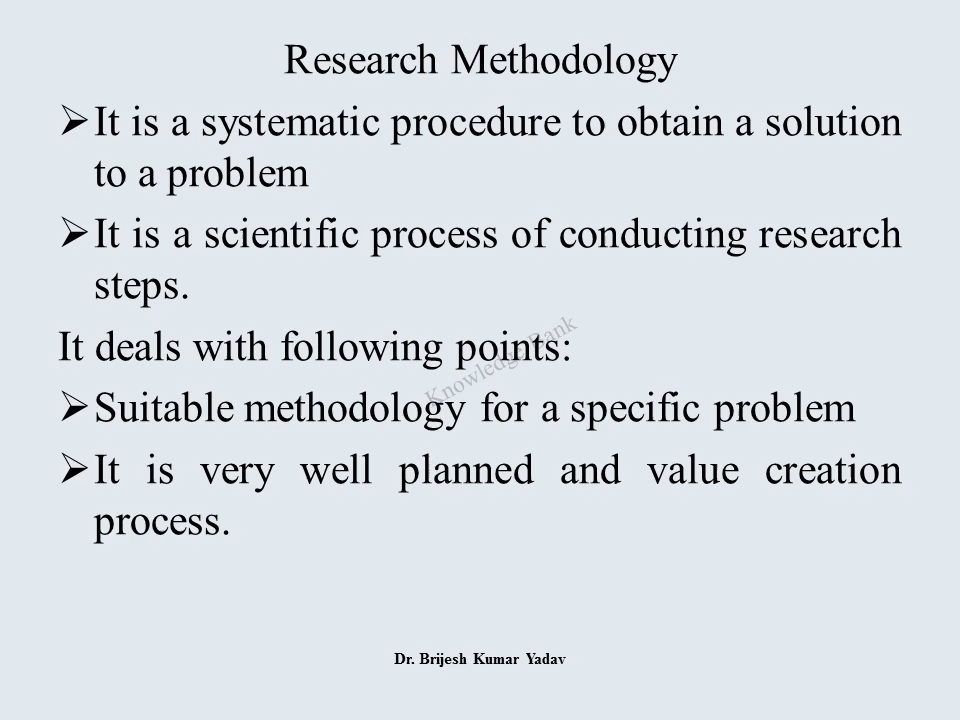 Research Methodology
➢ It is a systematic procedure to obtain a solution
to a problem
➢ It is a scientific process of conducting research
steps.
It deals with following points:
Knowledge Bank
➢ Suitable methodology for a specific problem
➢ It is very well planned and value creation
process.
Dr. Brijesh Kumar Yadav